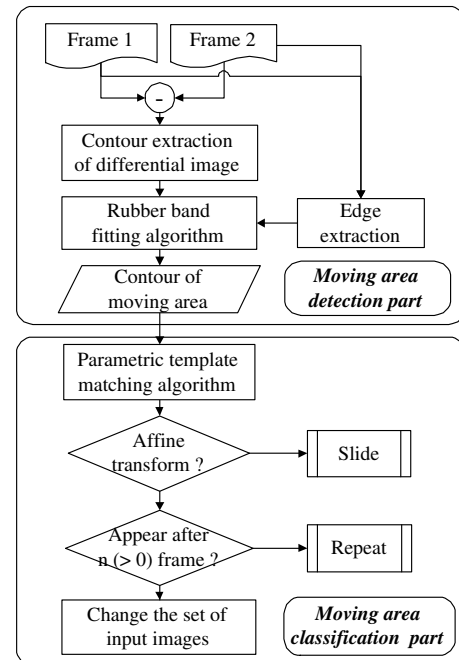 Frame 1
Frame 2
-
Contour extraction
of differential image
Rubber band
fitting algorithm
Edge
extraction
Contour of
moving area
Moving area
detection part
Parametric template
matching algorithm
Affine
transform ?
Slide
Appear after
n (> 0) frame ?
Repeat
Change the set of
input images
Moving area
classification part